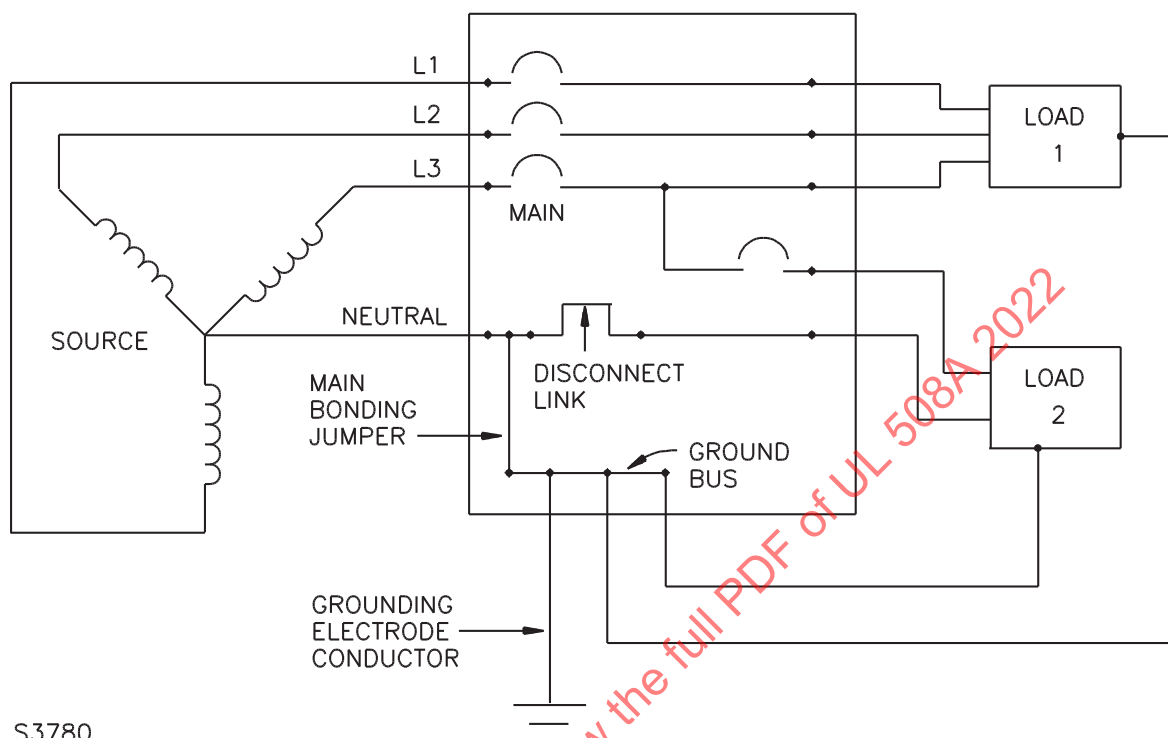 L1
L2
L3
MAIN
LOAD
1
SOURCE
NEUTRAL
DISCONNECT
LINK
MAIN
BONDING
JUMPER
GROUND
BUS
LOAD
2
GROUNDING
ELECTRODE
CONDUCTOR
S3780
the full PDF of UL 508A 2022